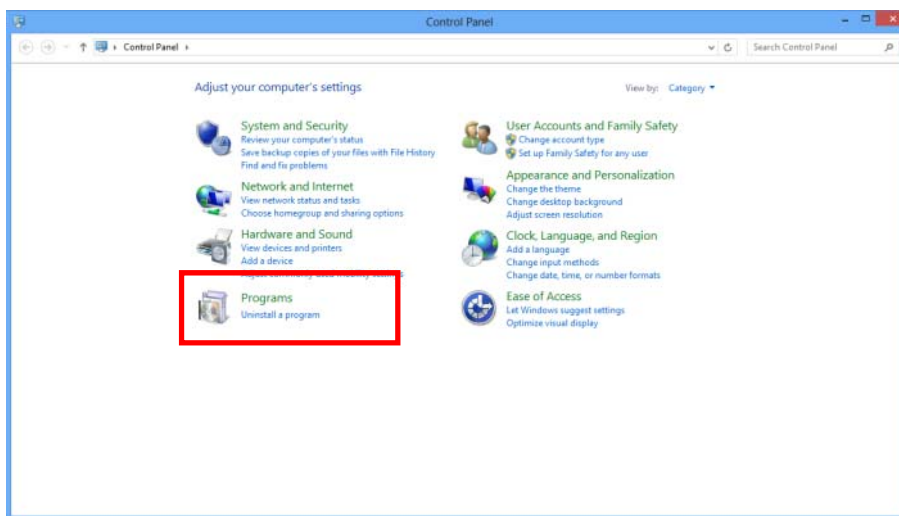 Control Panel
Control Panel
Search Control Panel
Adjust your computer's settings
View by: Category
System and Security
Review your computer's status
Save backup copies of your files with File History
Find and fix problems
Network and Internet
View network status and tasks
Choose homegroup and sharing options
Hardware and Sound
View devices and printers
Add a device
Adjust commonly used mobility settings
Programs
Uninstall a program
User Accounts and Family Safety
Change account type
Set up Family Safety for any user
Appearance and Personalization
Change the theme
Change desktop background
Adjust screen resolution
Clock, Language, and Region
Add a language
Change input methods
Change date, time, or number formats
Ease of Access
Let Windows suggest settings
Optimize visual display